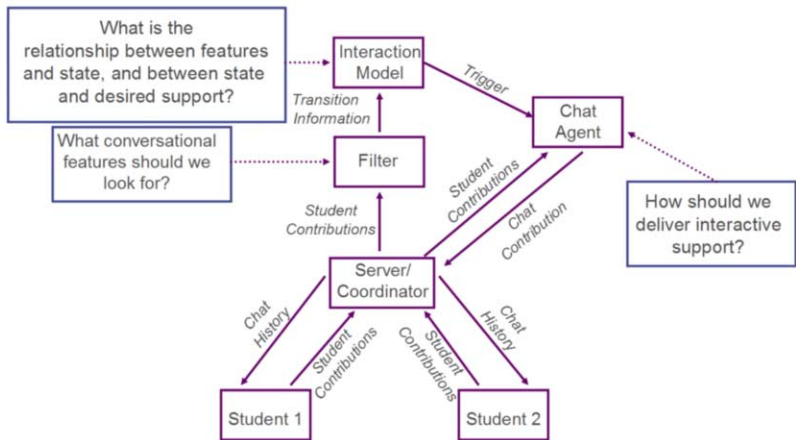 What is the
relationship between features
and state, and between state
and desired support?
Interaction
Model
Trigger
Transition
Information
Chat
Agent
What conversational
features should we
look for?
Filter
Student
Contributions
Student
Contributions
Chat
Contribution
How should we
deliver interactive
support?
Server/
Coordinator
Chat
History
Student
Contributions
Student
Contributions
Chat
History
Student 1
Student 2